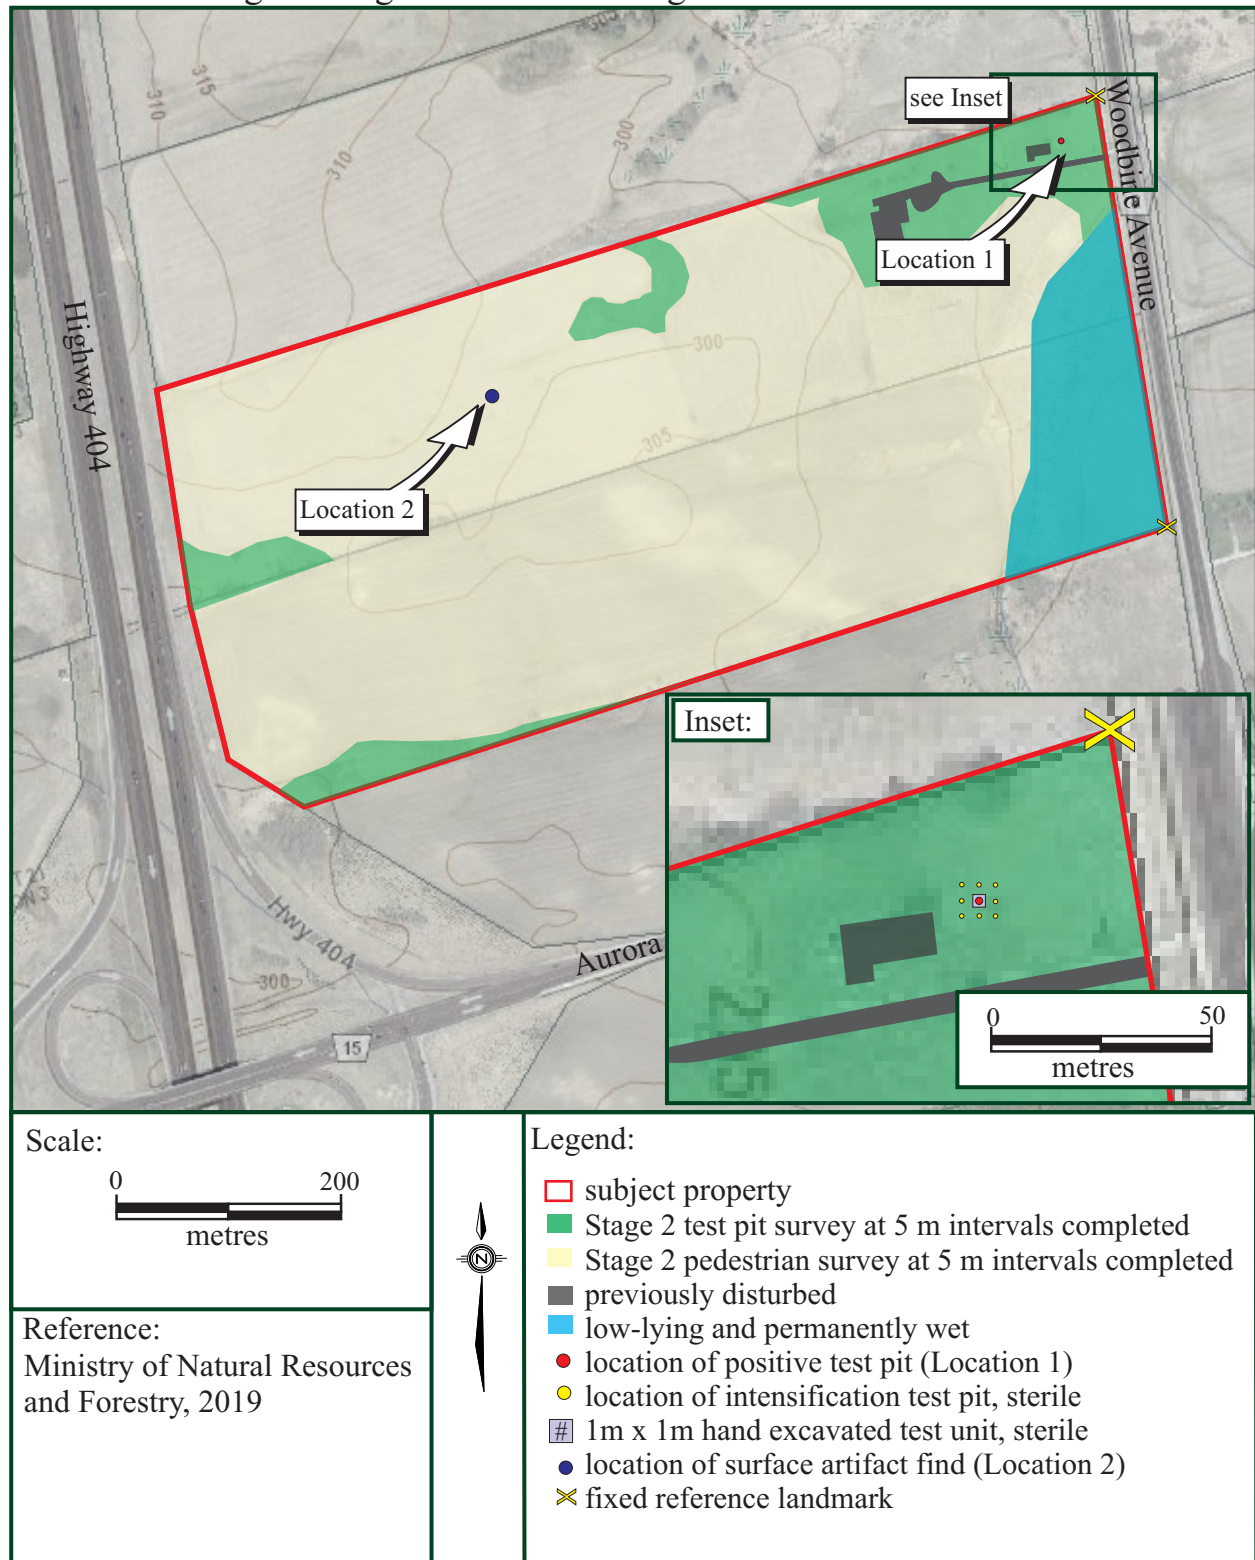 315
310
305
310
300
see Inset
Woodbine Avenue
Location 1
Highway 404
300
305
Location 2
Inset:
N3
Hwy 404
300
Aurora
15
245
0 50
metres
Scale:
0 200
metres
N
Reference:
Ministry of Natural Resources
and Forestry, 2019
Legend:
subject property
Stage 2 test pit survey at 5 m intervals completed
Stage 2 pedestrian survey at 5 m intervals completed
previously disturbed
low-lying and permanently wet
location of positive test pit (Location 1)
location of intensification test pit, sterile
# 1m x 1m hand excavated test unit, sterile
location of surface artifact find (Location 2)
fixed reference landmark